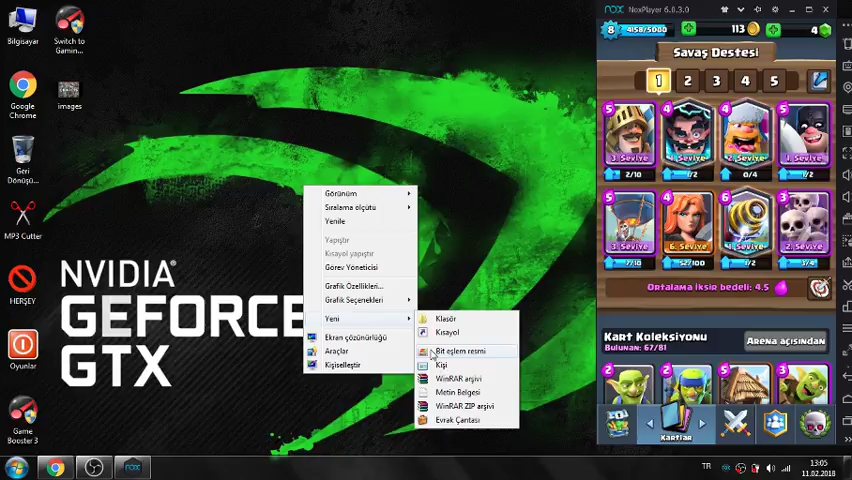 Bilgisayar
Switch to
Gamin...
Google
Chrome
images
Geri
Dönüşü...
MP3 Cutter
HERŞEY
Oyunlar
Game
Booster 3
NVIDIA®
GEFORCE
GTX
Görünüm
Sıralama ölçütü
Yenile
Yapıştır
Kısayol yapıştır
Görev Yöneticisi
Grafik Özellikleri...
Grafik Seçenekleri
Yeni
Ekran çözünürlüğü
Araçlar
Kişiselleştir
Klasör
Kısayol
Bit eşlem resmi
Kişi
WinRAR arşivi
Metin Belgesi
WinRAR ZIP arşivi
Evrak Çantası
nox NoxPlayer 6.0.3.0
8 4158/5000 113 4
Savaş Destesi
1 2 3 4 5
5 4 4 5
3. Seviye 1. Seviye 2. Seviye 1. Seviye
2/10 1/2 0/4 1/2
5 4 4 3
3. Seviye 6. Seviye 1. Seviye 2. Seviye
7/10 52/100 1/2 3/4
Ortalama iksir bedeli: 4.5
Kart Koleksiyonu
Bulunan: 67/81
Arena açısından
2 2 3
Kartlar
nox
TR
13:05
11.02.2018